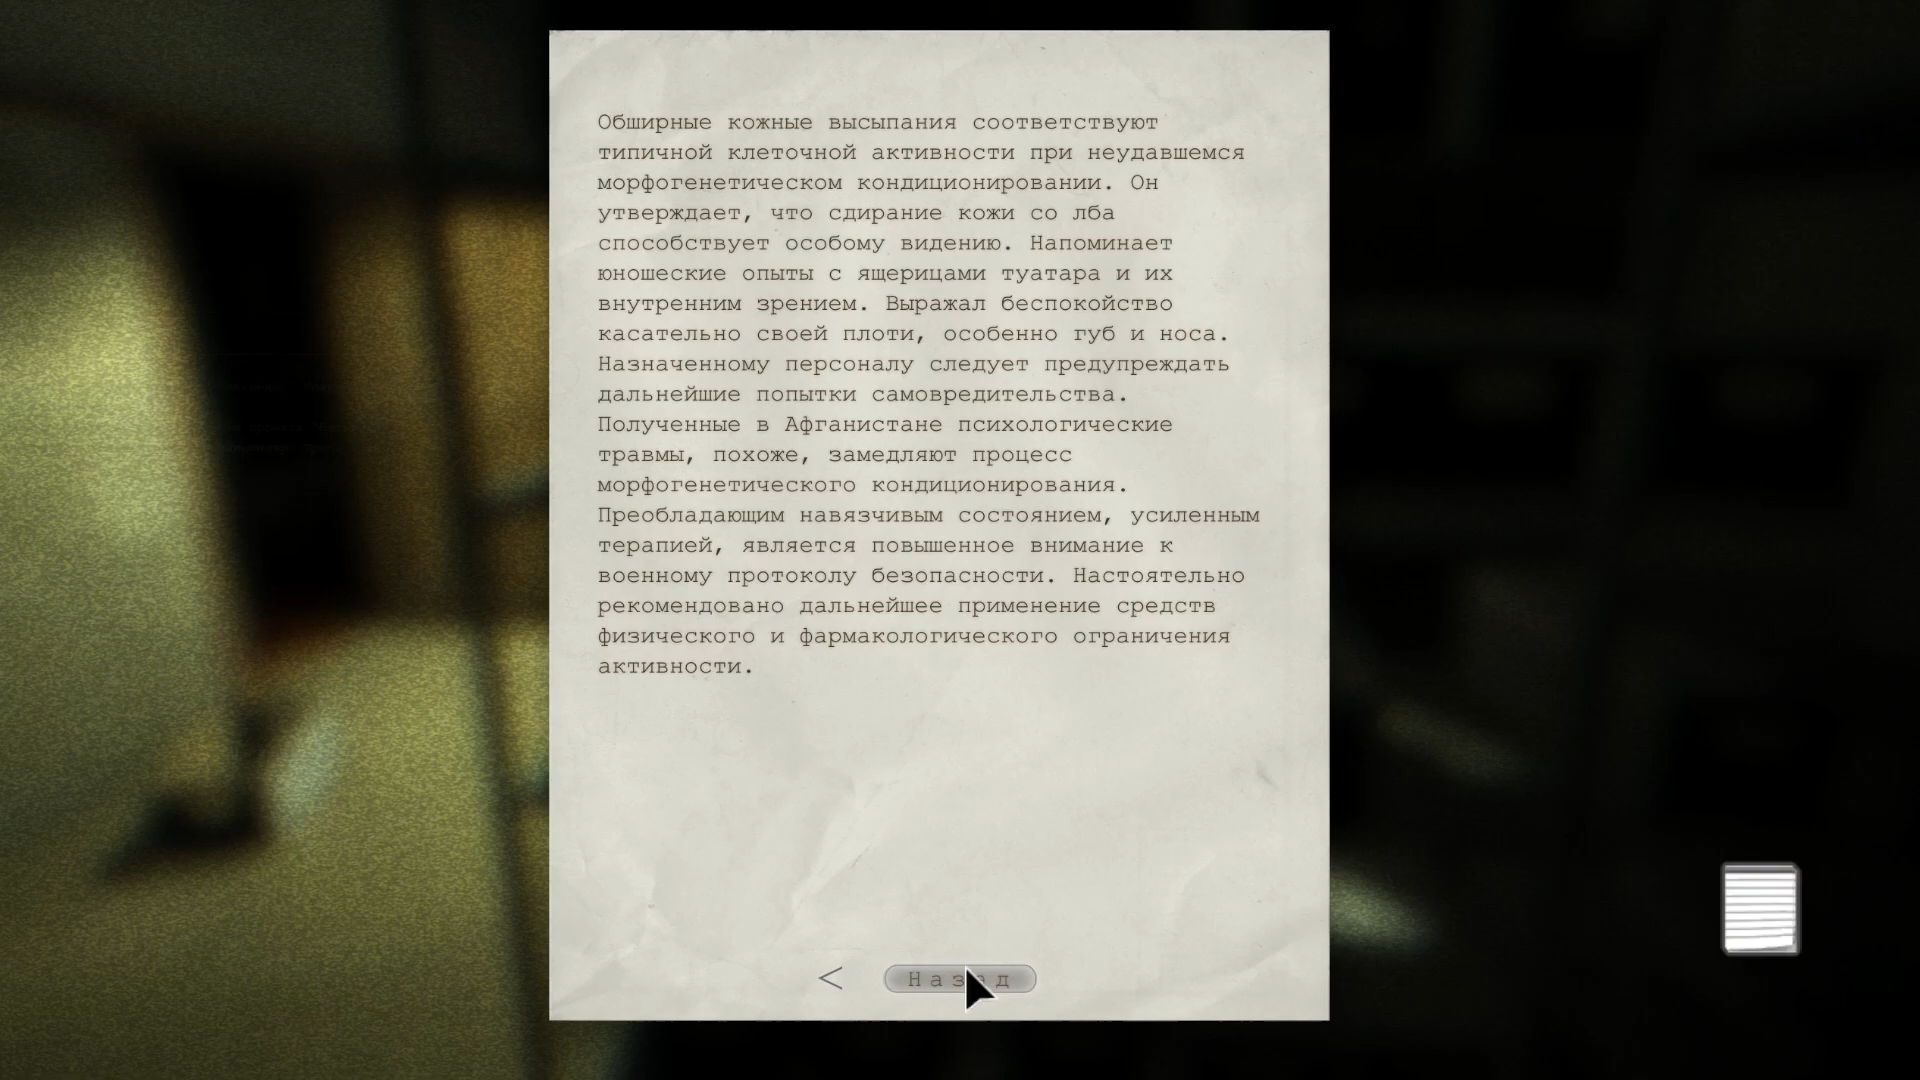 Обширные кожные высыпания соответствуют
типичной клеточной активности при неудавшемся
морфогенетическом кондиционировании. Он
утверждает, что сдирание кожи со лба
способствует особому видению. Напоминает
юношеские опыты с ящерицами туатара и их
внутренним зрением. Выражал беспокойство
касательно своей плоти, особенно губ и носа.
Назначенному персоналу следует предупреждать
дальнейшие попытки самовредительства.
Полученные в Афганистане психологические
травмы, похоже, замедляют процесс
морфогенетического кондиционирования.
Преобладающим навязчивым состоянием, усиленным
терапией, является повышенное внимание к
военному протоколу безопасности. Настоятельно
рекомендовано дальнейшее применение средств
физического и фармакологического ограничения
активности.
< Назад